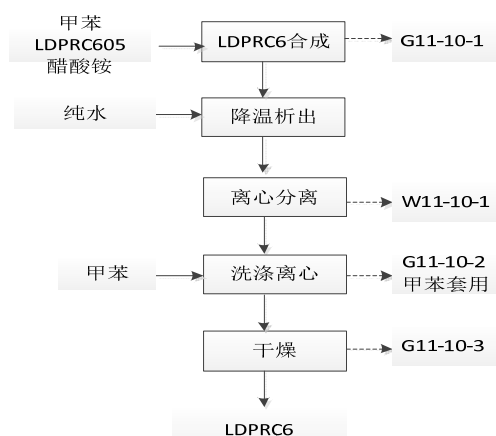 甲苯
LDPRC605
醋酸铵
LDPRC6合成
G11-10-1
纯水
降温析出
离心分离
W11-10-1
甲苯
洗涤离心
G11-10-2
甲苯套用
干燥
G11-10-3
LDPRC6